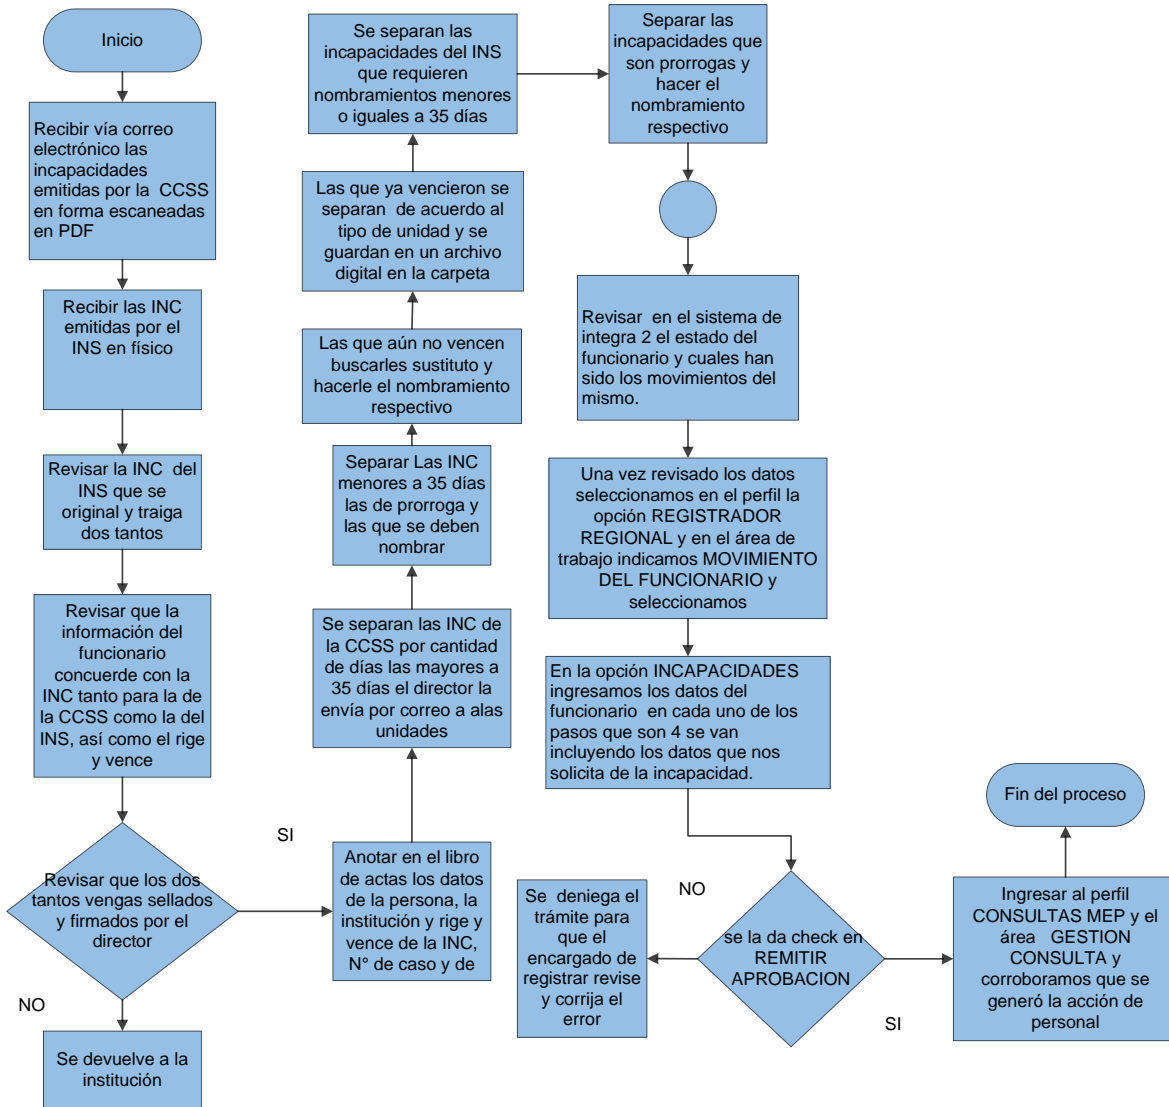 Inicio
Recibir vía correo
electrónico las
incapacidades
emitidas por la CCSS
en forma escaneadas
en PDF
Recibir las INC
emitidas por el
INS en físico
Revisar la INC del
INS que se
original y traiga
dos tantos
Revisar que la
información del
funcionario
concuerde con la
INC tanto para la de
la CCSS como la del
INS, así como el rige
y vence
Revisar que los dos
tantos vengas sellados
y firmados por el
director
NO
Se devuelve a la
institución
SI
Anotar en el libro
de actas los datos
de la persona, la
institución y rige y
vence de la INC,
N° de caso y de
Se separan las INC de
la CCSS por cantidad
de días las mayores a
35 días el director la
envía por correo a alas
unidades
Separar Las INC
menores a 35 días
las de prorroga y
las que se deben
nombrar
Las que aún no vencen
buscarles sustituto y
hacerle el nombramiento
respectivo
Las que ya vencieron se
separan de acuerdo al
tipo de unidad y se
guardan en un archivo
digital en la carpeta
Se separan las
incapacidades del INS
que requieren
nombramientos menores
o iguales a 35 días
Separar las
incapacidades que
son prorrogas y
hacer el
nombramiento
respectivo
Revisar en el sistema de
integra 2 el estado del
funcionario y cuales han
sido los movimientos del
mismo.
Una vez revisado los datos
seleccionamos en el perfil la
opción REGISTRADOR
REGIONAL y en el área de
trabajo indicamos MOVIMIENTO
DEL FUNCIONARIO y
seleccionamos
En la opción INCAPACIDADES
ingresamos los datos del
funcionario en cada uno de los
pasos que son 4 se van
incluyendo los datos que nos
solicita de la incapacidad.
se la da check en
REMITIR
APROBACION
NO
Se deniega el
trámite para
que el
encargado de
registrar revise
y corrija el
error
SI
Ingresar al perfil
CONSULTAS MEP y el
área GESTION
CONSULTA y
corroboramos que se
generó la acción de
personal
Fin del proceso